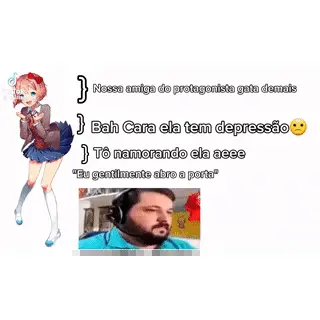 Nossa amiga do protagonista gata demais
Bah Cara ela tem depressão🙁
Tô namorando ela aeee
"Eu gentilmente abro a porta"